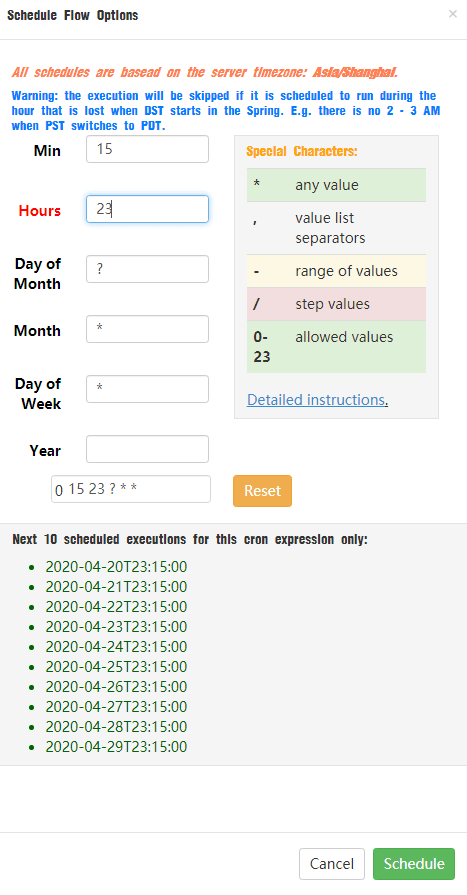 Schedule Flow Options
×
All schedules are basead on the server timezone: Asia/Shanghai.
Warning: the execution will be skipped if it is scheduled to run during the
hour that is lost when DST starts in the Spring. E.g. there is no 2 - 3 AM
when PST switches to PDT.
Min 15
Hours 23
Day of
Month ?
Month *
Day of
Week *
Year
0 15 23 ? * *
Special Characters:
* any value
, value list
separators
- range of values
/ step values
0-
23 allowed values
Detailed instructions.
Reset
Next 10 scheduled executions for this cron expression only:
• 2020-04-20T23:15:00
• 2020-04-21T23:15:00
• 2020-04-22T23:15:00
• 2020-04-23T23:15:00
• 2020-04-24T23:15:00
• 2020-04-25T23:15:00
• 2020-04-26T23:15:00
• 2020-04-27T23:15:00
• 2020-04-28T23:15:00
• 2020-04-29T23:15:00
Cancel
Schedule